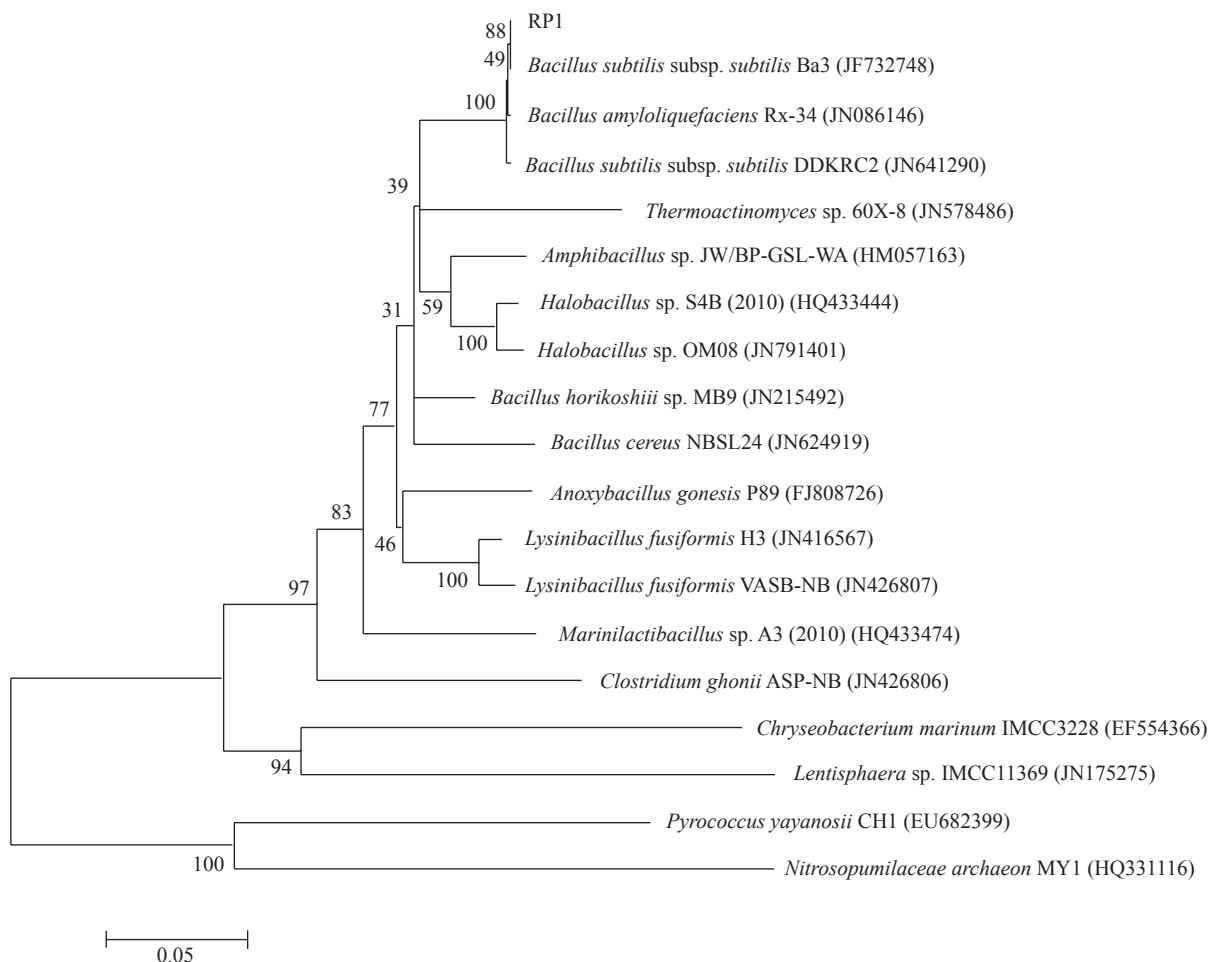 RP1
88
49
Bacillus subtilis subsp. subtilis Ba3 (JF732748)
100
Bacillus amyloliquefaciens Rx-34 (JN086146)
Bacillus subtilis subsp. subtilis DDKRC2 (JN641290)
39
Thermoactinomyces sp. 60X-8 (JN578486)
Amphibacillus sp. JW/BP-GSL-WA (HM057163)
59
Halobacillus sp. S4B (2010) (HQ433444)
31
100
Halobacillus sp. OM08 (JN791401)
Bacillus horikoshiii sp. MB9 (JN215492)
77
Bacillus cereus NBSL24 (JN624919)
Anoxybacillus gonesis P89 (FJ808726)
83
46
Lysinibacillus fusiformis H3 (JN416567)
100
Lysinibacillus fusiformis VASB-NB (JN426807)
97
Marinilactibacillus sp. A3 (2010) (HQ433474)
Clostridium ghonii ASP-NB (JN426806)
Chryseobacterium marinum IMCC3228 (EF554366)
94
Lentisphaera sp. IMCC11369 (JN175275)
Pyrococcus yayanosii CH1 (EU682399)
100
Nitrosopumilaceae archaeon MY1 (HQ331116)
0.05